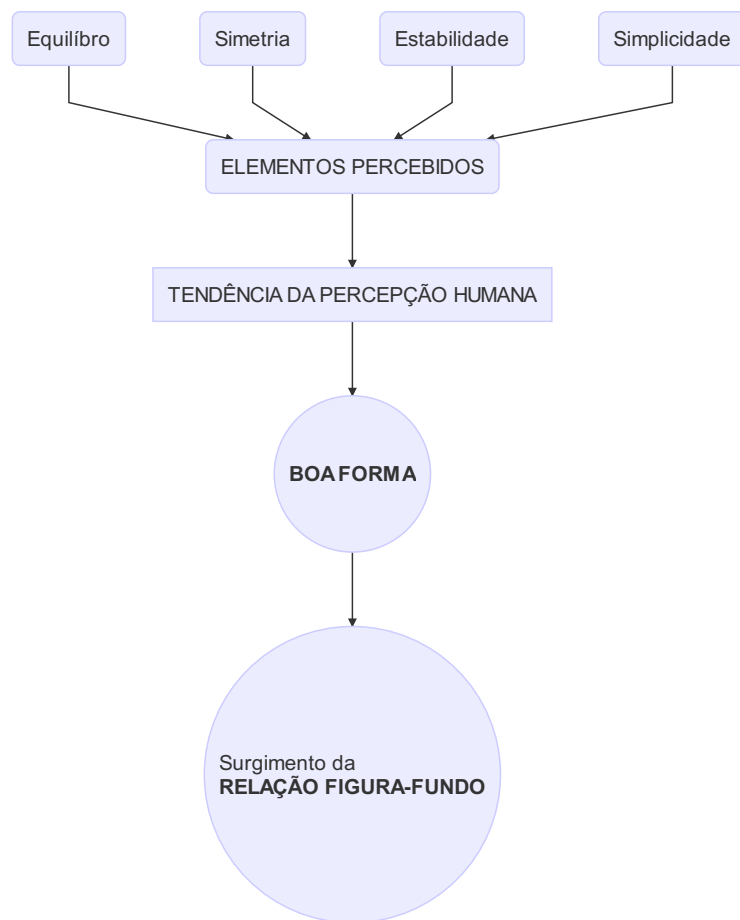 Equilíbro
Simetria
Estabilidade
Simplicidade
ELEMENTOS PERCEBIDOS
TENDÊNCIA DA PERCEPÇÃO HUMANA
BOA FORMA
Surgimento da
RELAÇÃO FIGURA-FUNDO